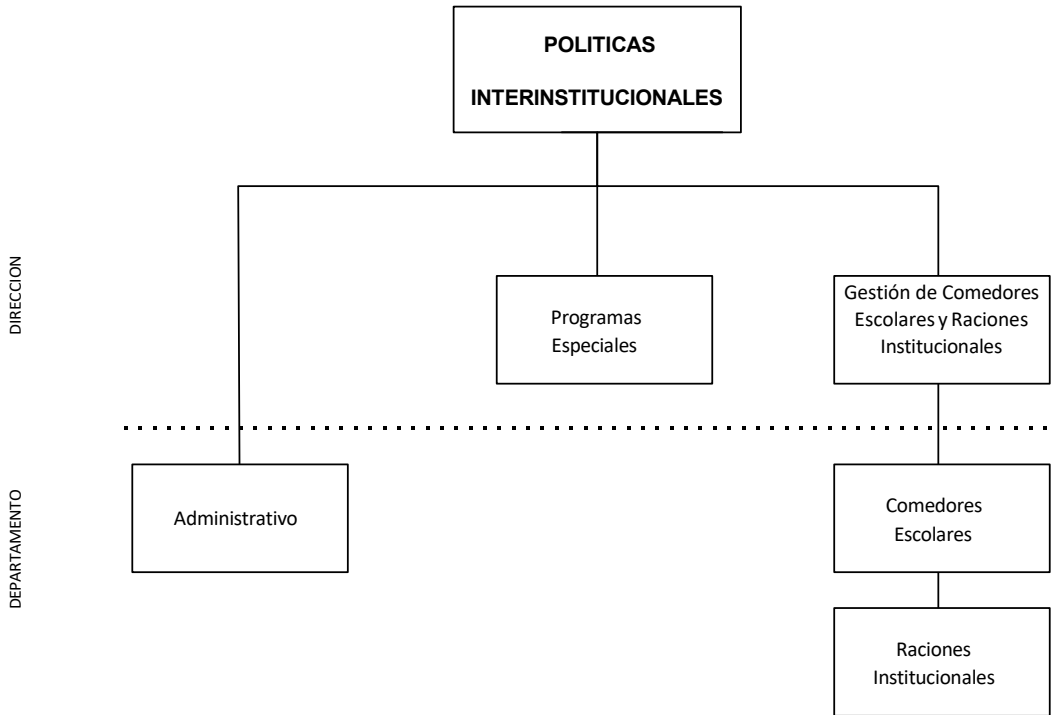 POLITICAS
INTERINSTITUCIONALES
DIRECCION
Programas
Especiales
Gestión de Comedores
Escolares y Raciones
Institucionales
DEPARTAMENTO
Administrativo
Comedores
Escolares
Raciones
Institucionales